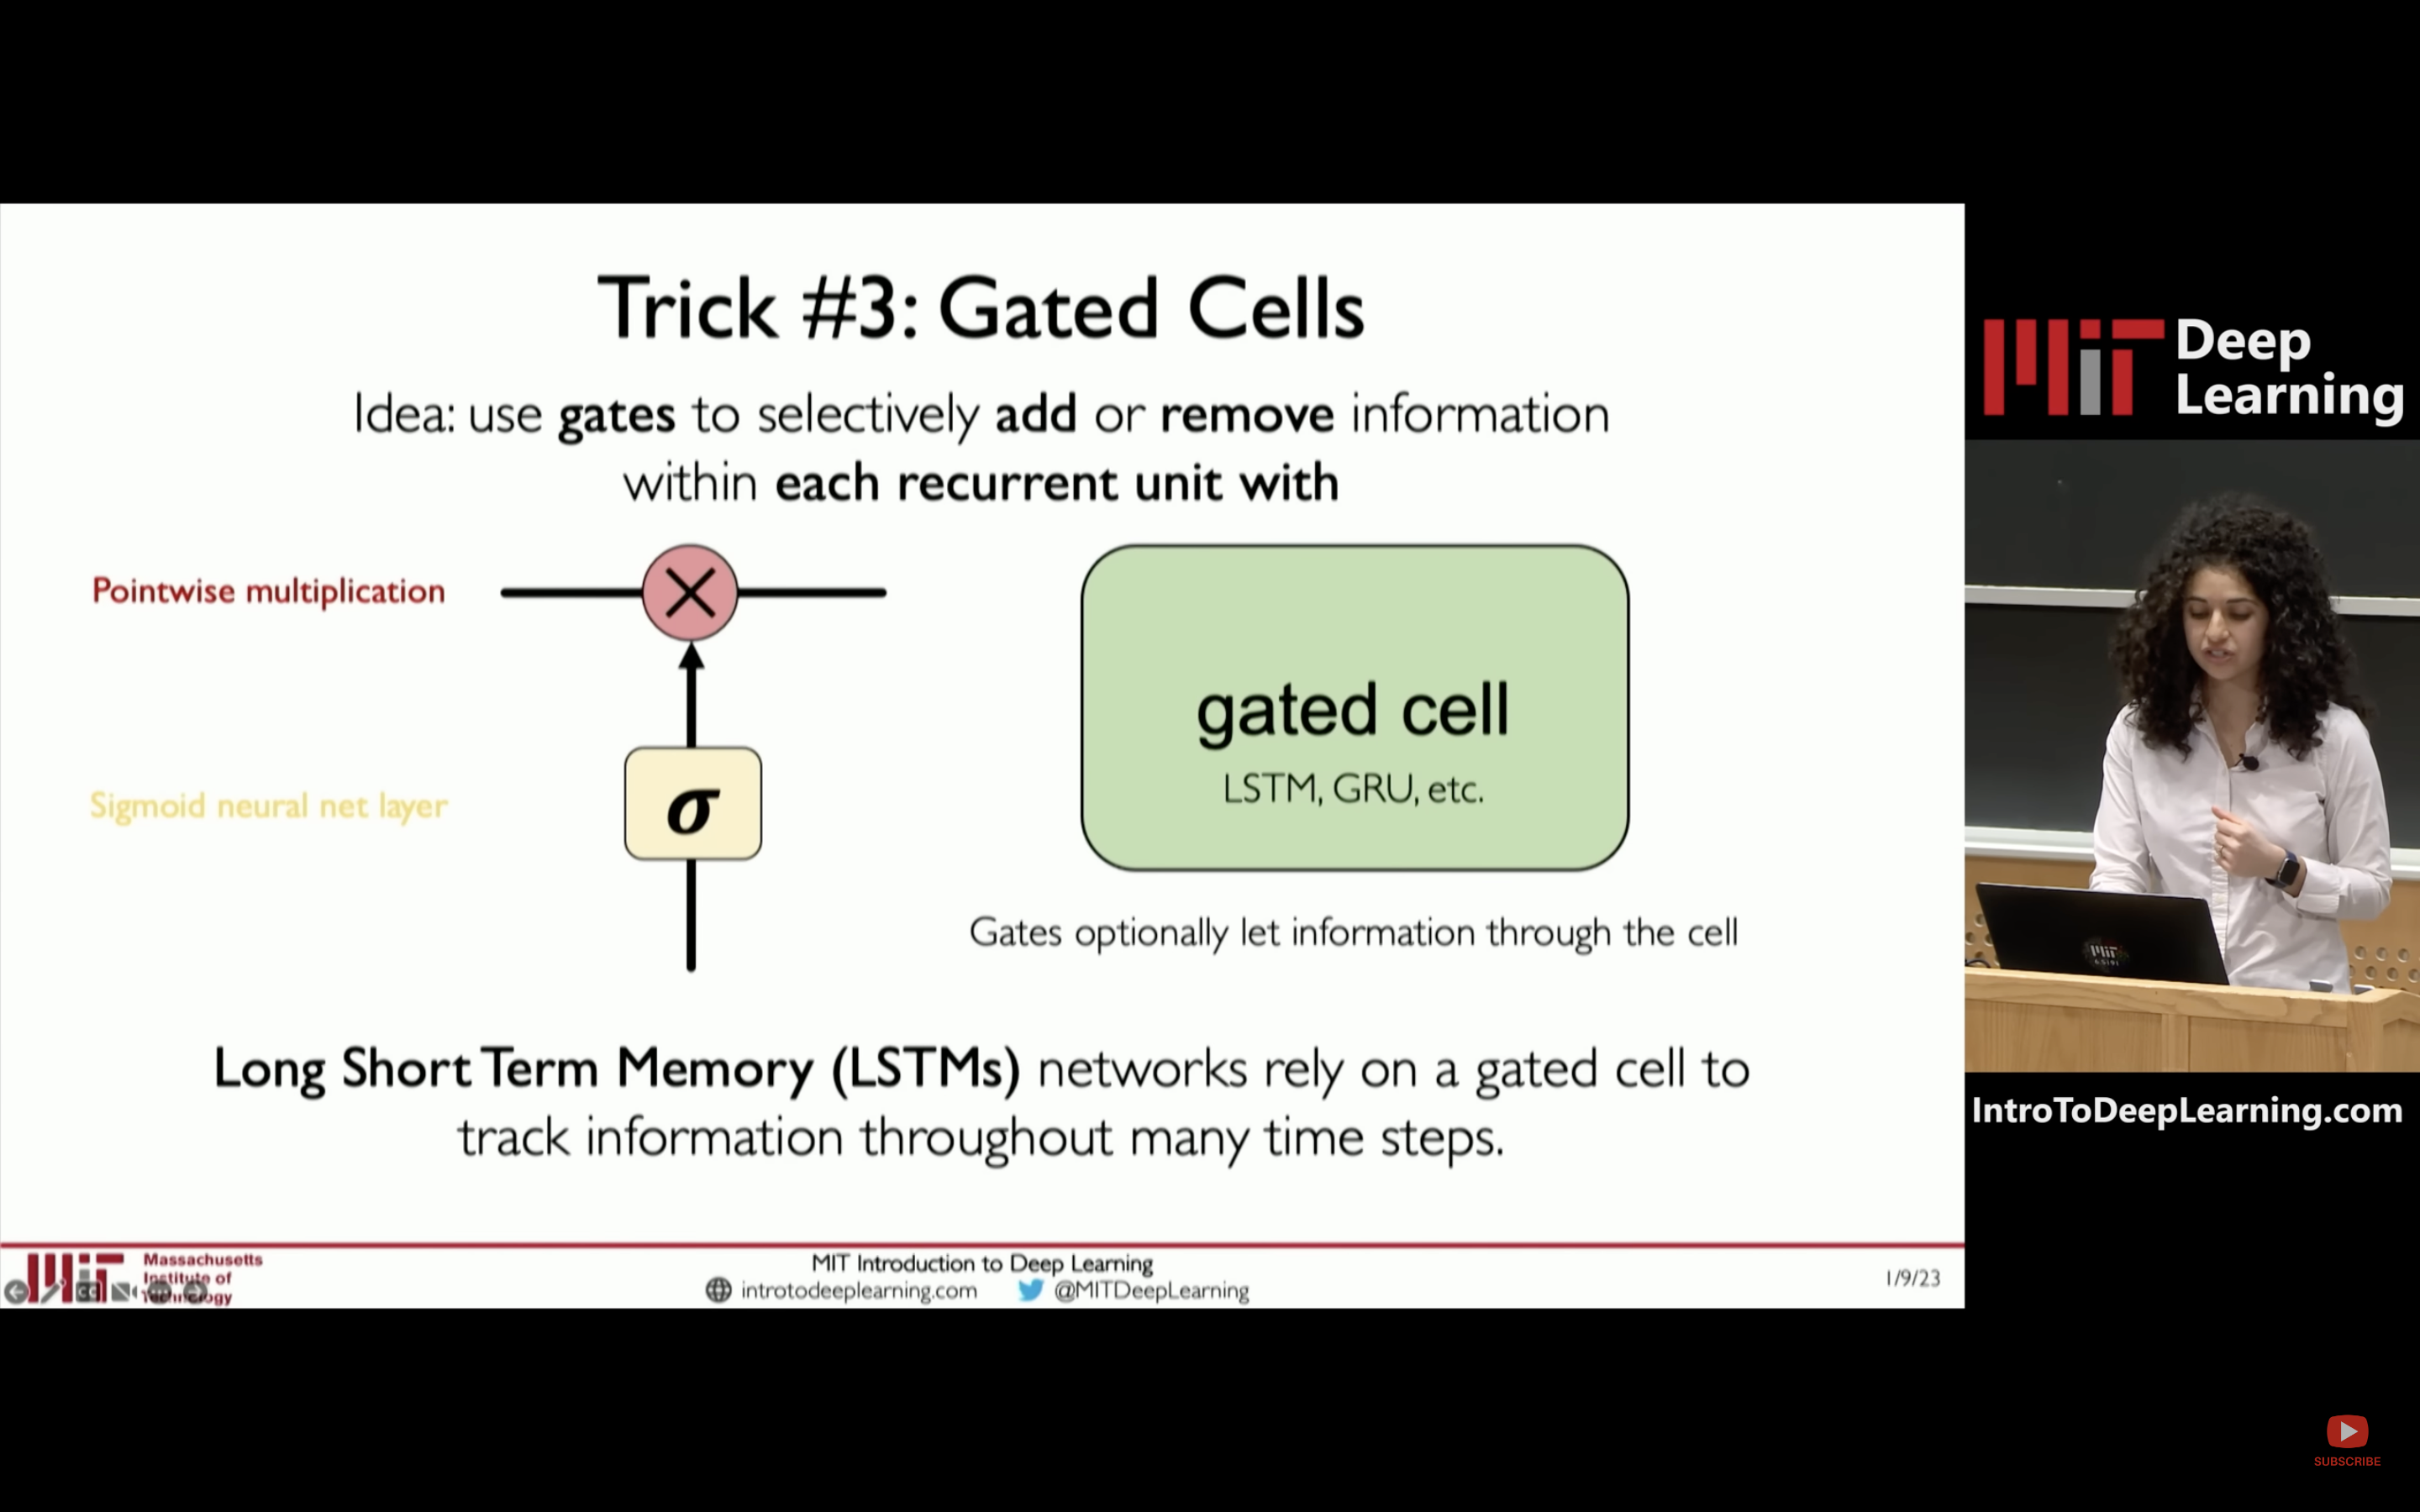 Trick #3: Gated Cells
Idea: use gates to selectively add or remove information
within each recurrent unit with
Pointwise multiplication
Sigmoid neural net layer
σ
gated cell
LSTM, GRU, etc.
Gates optionally let information through the cell
Long Short Term Memory (LSTMs) networks rely on a gated cell to
track information throughout many time steps.
Massachusetts
Institute of
Technology
MIT Introduction to Deep Learning
introtodeeplearning.com @MITDeepLearning
1/9/23
MIT Deep
Learning
IntroToDeepLearning.com
SUBSCRIBE